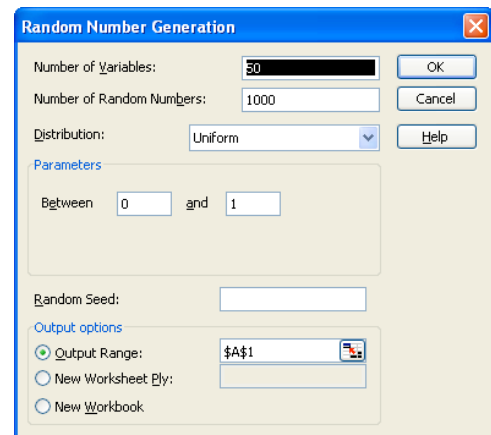 Random Number Generation
Number of Variables: 50 OK
Number of Random Numbers: 1000 Cancel
Distribution: Uniform Help
Parameters
Between 0 and 1
Random Seed:
Output options
Output Range: $A$1
New Worksheet Ply:
New Workbook